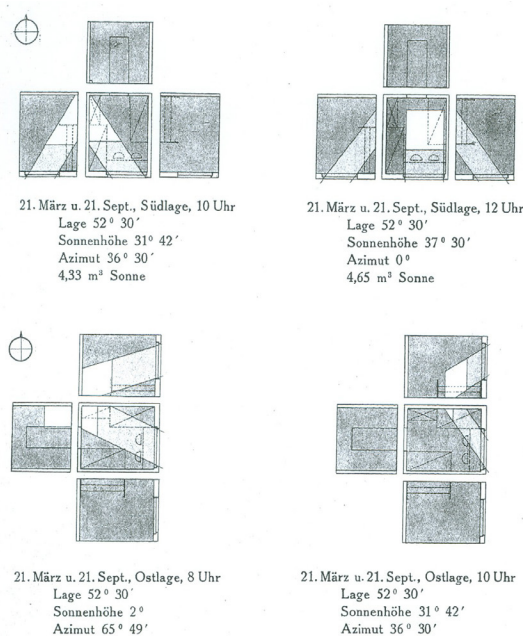 21. März u. 21. Sept., Südlage, 10 Uhr
Lage 52° 30′
Sonnenhöhe 31° 42′
Azimut 36° 30′
4,33 m³ Sonne
21. März u. 21. Sept., Südlage, 12 Uhr
Lage 52° 30′
Sonnenhöhe 37° 30′
Azimut 0°
4,65 m³ Sonne
21. März u. 21. Sept., Ostlage, 8 Uhr
Lage 52° 30′
Sonnenhöhe 2°
Azimut 65° 49′
21. März u. 21. Sept., Ostlage, 10 Uhr
Lage 52° 30′
Sonnenhöhe 31° 42′
Azimut 36° 30′